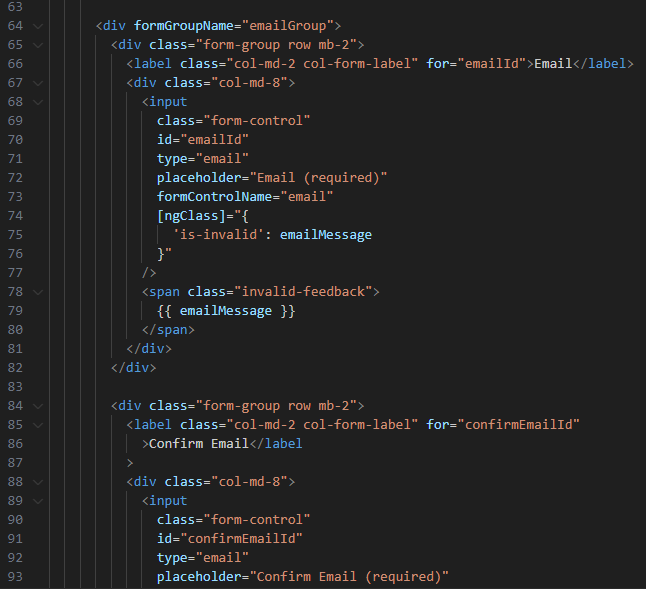 63
64 <div formGroupName="emailGroup">
65 <div class="form-group row mb-2">
66 <label class="col-md-2 col-form-label" for="emailId">Email</label>
67 <div class="col-md-8">
68 <input
69 class="form-control"
70 id="emailId"
71 type="email"
72 placeholder="Email (required)"
73 formControlName="email"
74 [ngClass]="{
75 'is-invalid': emailMessage
76 }"
77 />
78 <span class="invalid-feedback">
79 {{ emailMessage }}
80 </span>
81 </div>
82 </div>
83
84 <div class="form-group row mb-2">
85 <label class="col-md-2 col-form-label" for="confirmEmailId"
86 >Confirm Email</label
87 >
88 <div class="col-md-8">
89 <input
90 class="form-control"
91 id="confirmEmailId"
92 type="email"
93 placeholder="Confirm Email (required)"